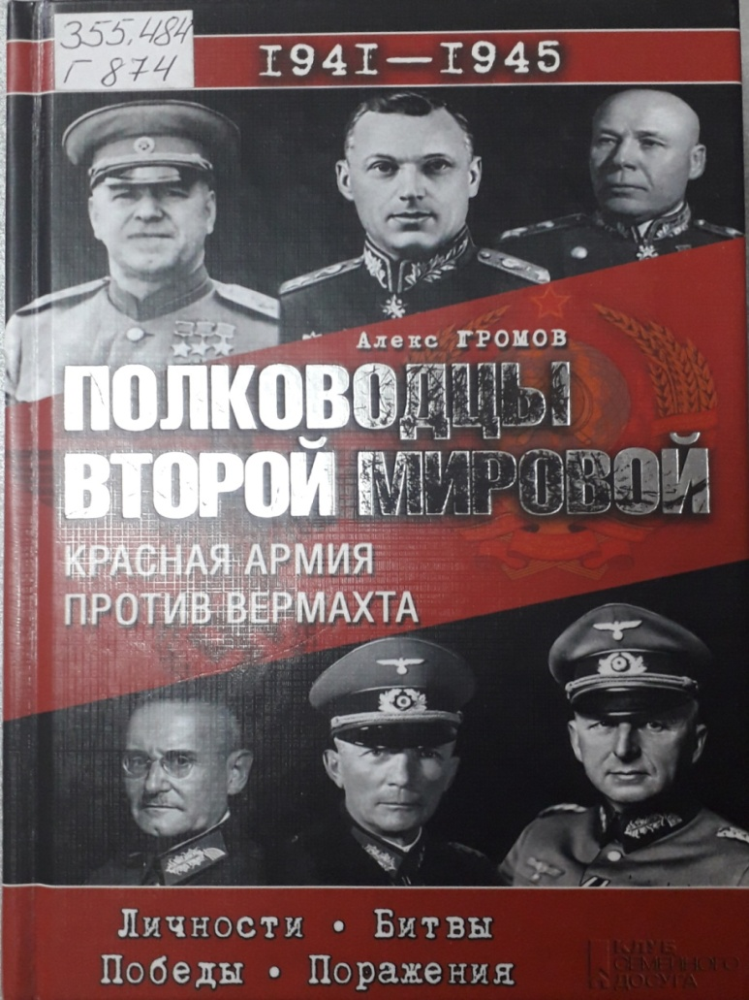 355.484
Г 874
1941—1945
Алекс ГРОМОВ
ПОЛКОВОДЦЫ
ВТОРОЙ МИРОВОЙ
КРАСНАЯ АРМИЯ
ПРОТИВ ВЕРМАХТА
Личности • Битвы
Победы • Поражения
КЛУБ
СЕМЕЙНОГО
ДОСУГА